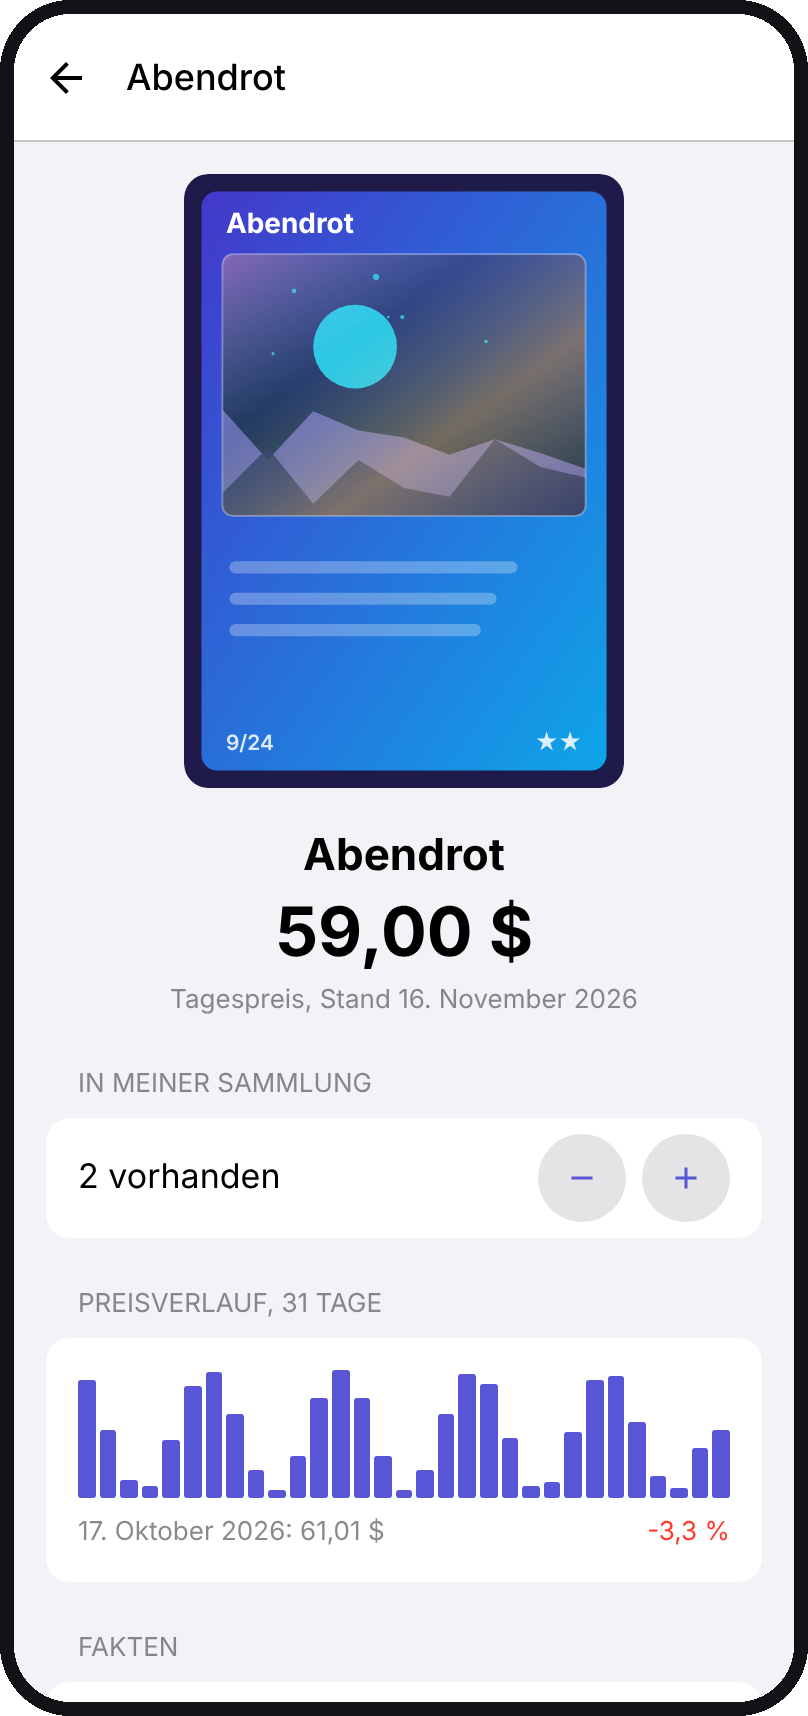 Abendrot
Abendrot
9/24 ★★
Abendrot
59,00 $
Tagespreis, Stand 16. November 2026
IN MEINER SAMMLUNG
2 vorhanden − +
PREISVERLAUF, 31 TAGE
17. Oktober 2026: 61,01 $ -3,3 %
FAKTEN